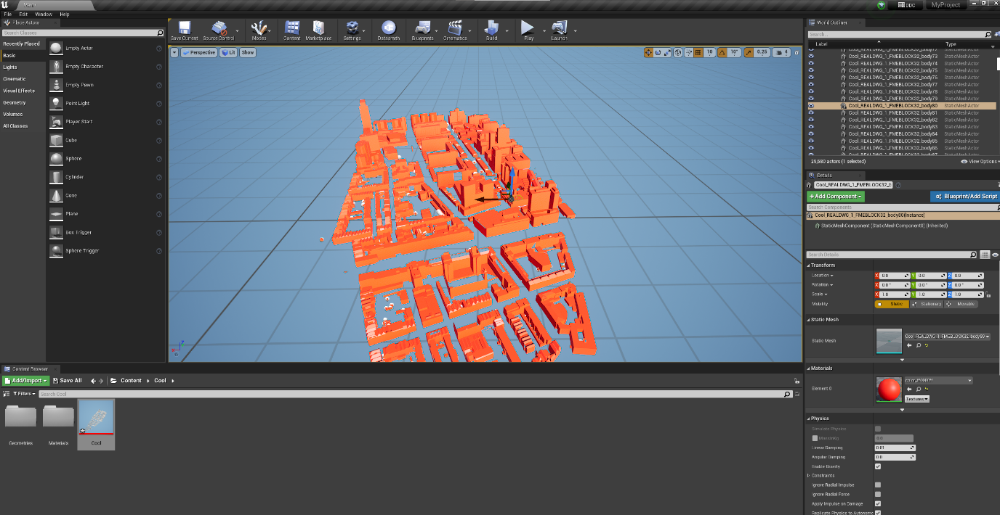 Main
DDC
MyProject
File Edit Window Help
Place Actors
Search Classes
Recently Placed
Basic
Lights
Cinematic
Visual Effects
Geometry
Volumes
All Classes
Empty Actor
Empty Character
Empty Pawn
Point Light
Player Start
Cube
Sphere
Cylinder
Cone
Plane
Box Trigger
Sphere Trigger
Save Current Source Control Modes Content Marketplace Settings Datasmith Blueprints Cinematics Build Play Launch
Perspective Lit Show
10 10° 0.25 4
World Outliner
Search...
Label Type
Cool_REALDWG_1_FMEBLOCK32_body73 StaticMeshActor
Cool_REALDWG_1_FMEBLOCK32_body74 StaticMeshActor
Cool_REALDWG_1_FMEBLOCK32_body75 StaticMeshActor
Cool_REALDWG_1_FMEBLOCK32_body76 StaticMeshActor
Cool_REALDWG_1_FMEBLOCK32_body77 StaticMeshActor
Cool_REALDWG_1_FMEBLOCK32_body78 StaticMeshActor
Cool_REALDWG_1_FMEBLOCK32_body79 StaticMeshActor
Cool_REALDWG_1_FMEBLOCK32_body80 StaticMeshActor
Cool_REALDWG_1_FMEBLOCK32_body81 StaticMeshActor
Cool_REALDWG_1_FMEBLOCK32_body82 StaticMeshActor
Cool_REALDWG_1_FMEBLOCK32_body83 StaticMeshActor
Cool_REALDWG_1_FMEBLOCK32_body84 StaticMeshActor
Cool_REALDWG_1_FMEBLOCK32_body85 StaticMeshActor
Cool_REALDWG_1_FMEBLOCK32_body86 StaticMeshActor
25,580 actors (1 selected) View Options
Details
Cool_REALDWG_1_FMEBLOCK32_b
+Add Component Blueprint/Add Script
Search Components
Cool_REALDWG_1_FMEBLOCK32_body80(Instance)
StaticMeshComponent (StaticMeshComponent0) (Inherited)
Search Details
Transform
Location X 0.0 Y 0.0 Z 0.0
Rotation X 0.0° Y 0.0° Z 0.0°
Scale X 1.0 Y 1.0 Z 1.0
Mobility Static Stationary Movable
Static Mesh
Static Mesh Cool_REALDWG_1_FMEBLOCK32_body80
Materials
Element 0 color_ff0000ff
Textures
Physics
Simulate Physics
MassInKg 0.0
Linear Damping 0.01
Angular Damping 0.0
Enable Gravity
Constraints
Ignore Radial Impulse
Ignore Radial Force
Apply Impulse on Damage
Replicate Physics to Autonomo
Content Browser
Add/Import Save All Content Cool
Filters Search Cool
Geometries Materials Cool